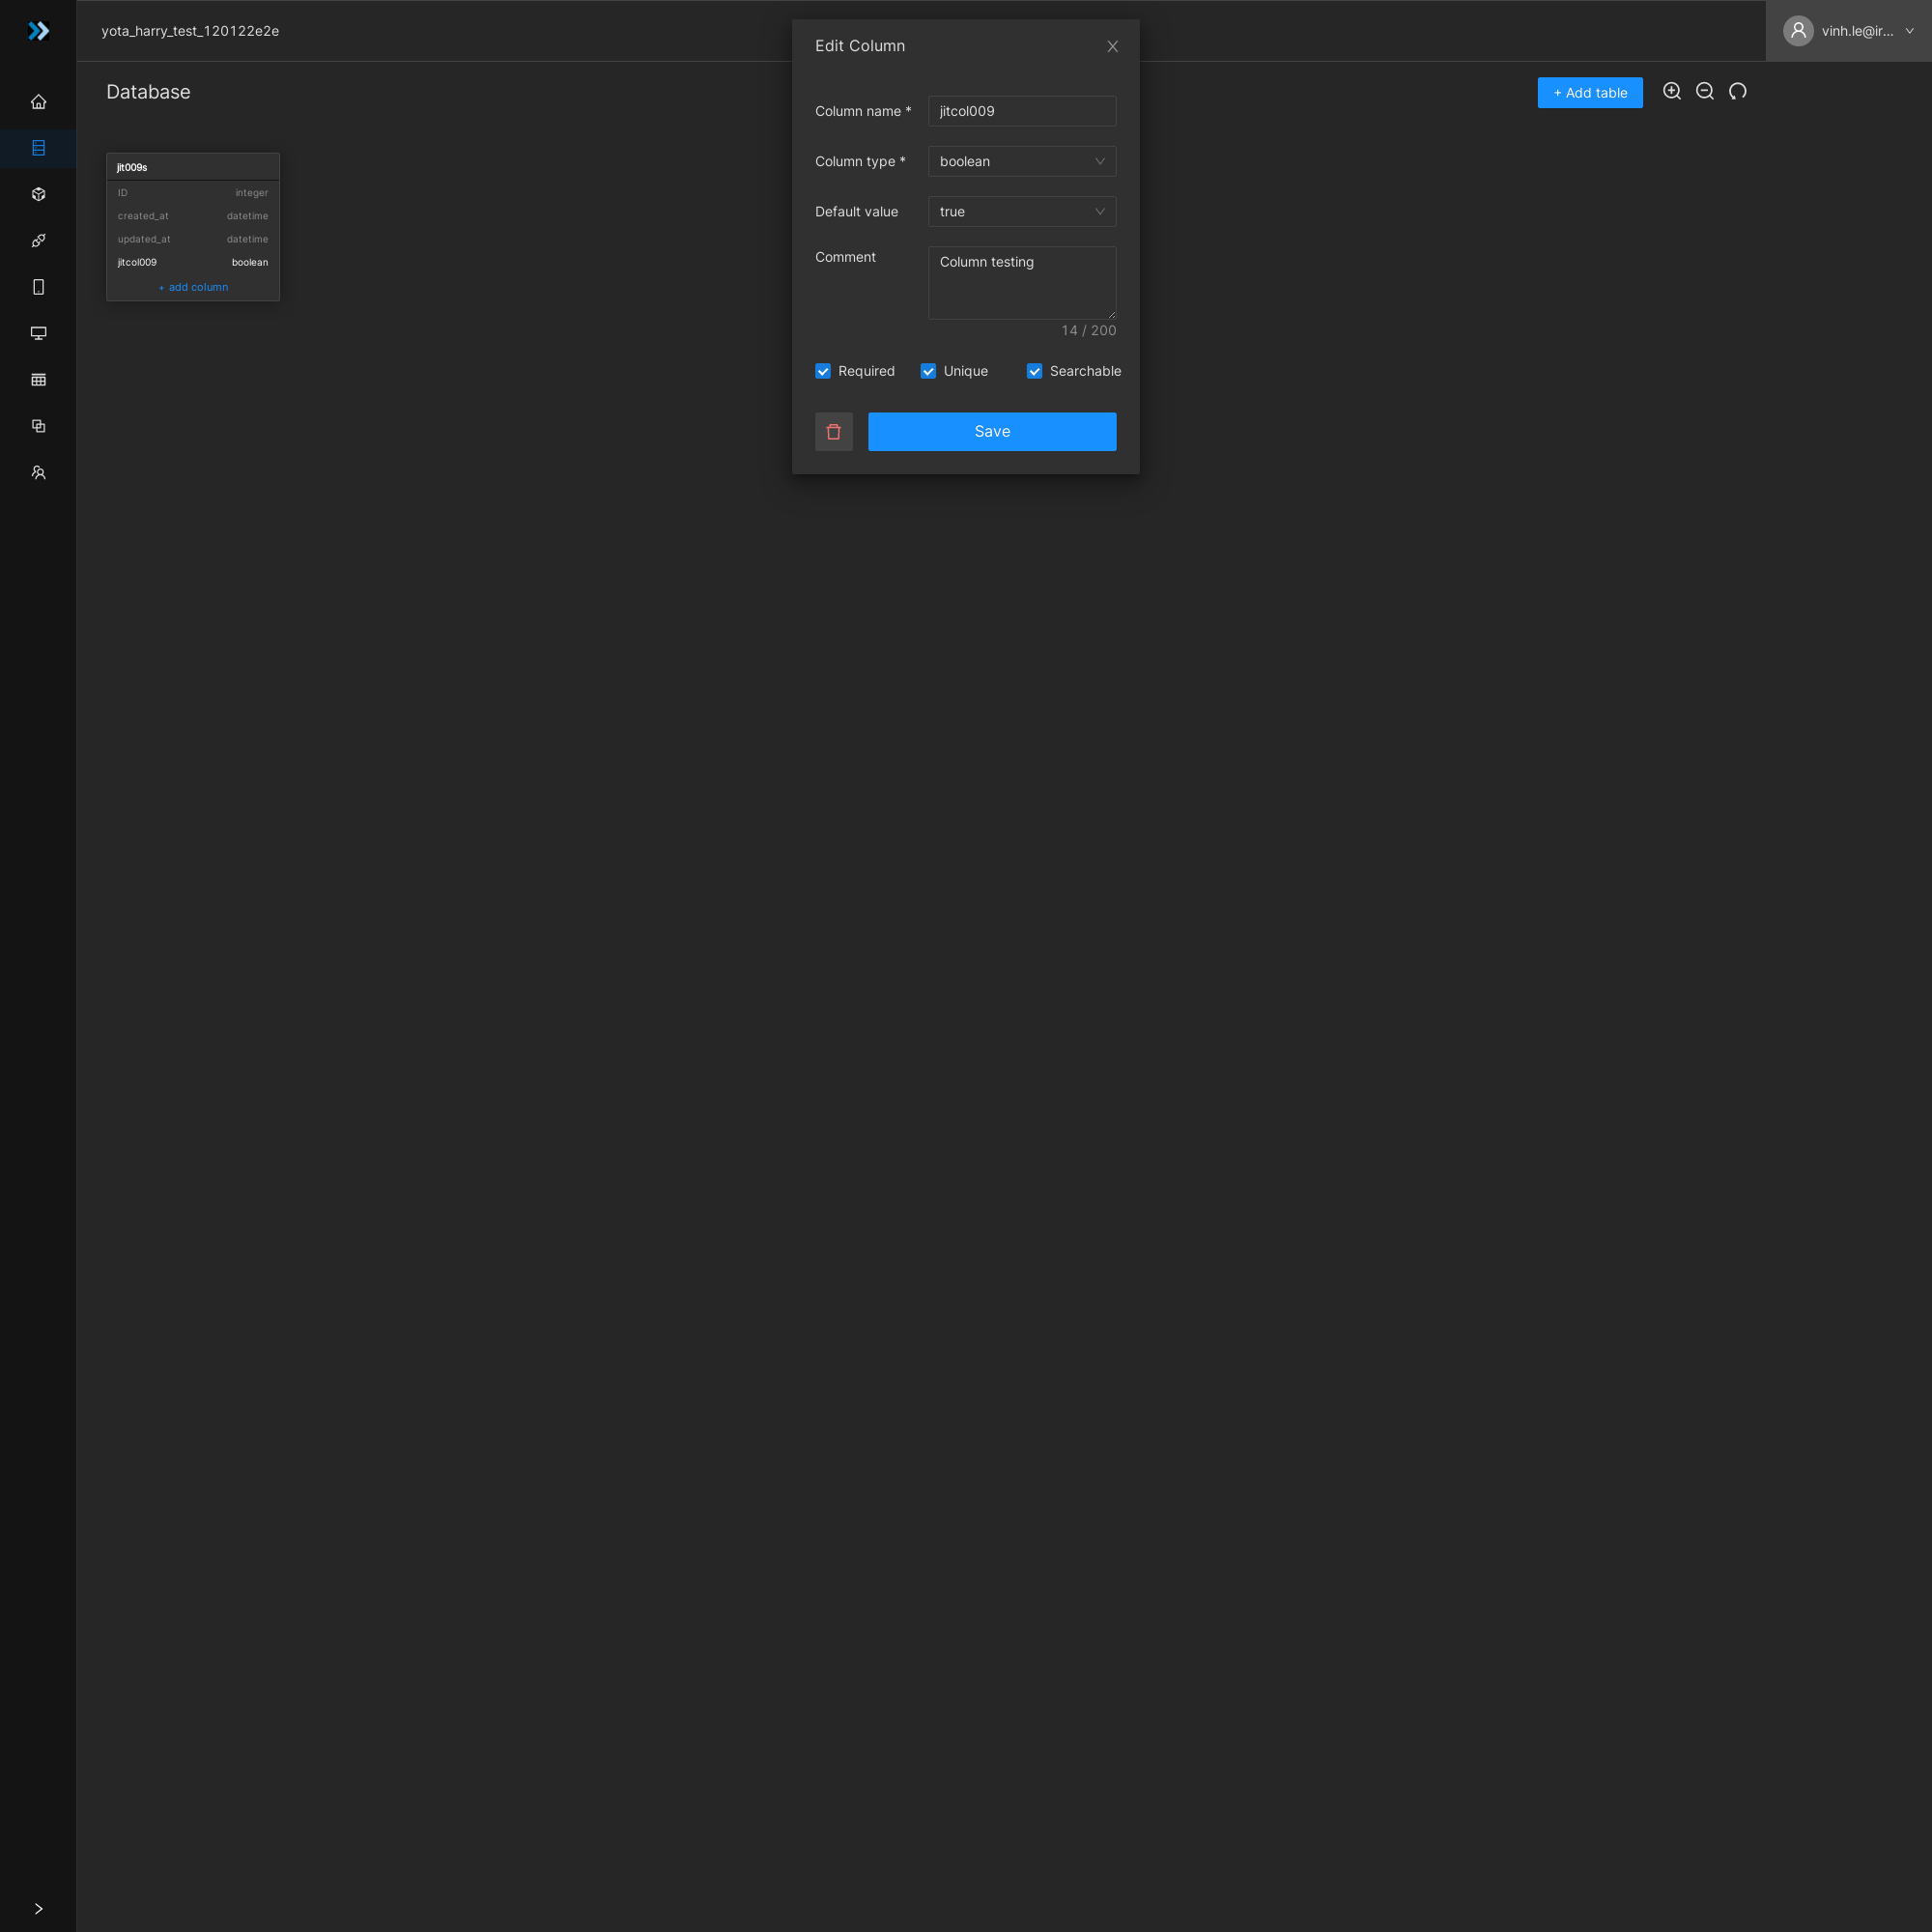 yota_harry_test_120122e2e
vinh.le@ir...
Database
+ Add table
jit009s
ID integer
created_at datetime
updated_at datetime
jitcol009 boolean
+ add column
Edit Column
Column name * jitcol009
Column type * boolean
Default value true
Comment Column testing
14 / 200
Required Unique Searchable
Save